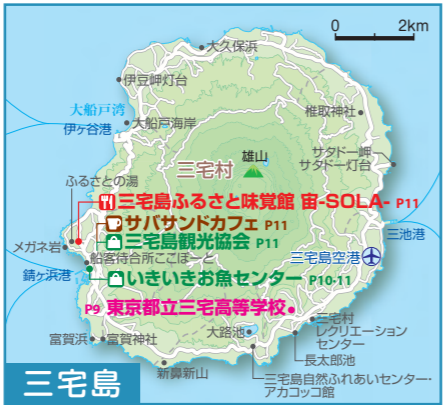 0 2km
大久保浜
伊豆岬灯台
大船戸湾
大船戸海岸
伊ヶ谷港
椎取神社
サタドー岬
サタドー灯台
雄山
三宅村
ふるさとの湯
三宅島ふるさと味覚館 宙-SOLA- P11
サバサンドカフェ P11
三宅島観光協会 P11
メガネ岩
船客待合所ここぽーと
三池港
三宅島空港
錆ヶ浜港
いきいきお魚センター P10-11
P9 東京都立三宅高等学校
三宅村
レクリエーション
センター
大路池
富賀浜
富賀神社
長太郎池
新鼻新山
三宅島自然ふれあいセンター・
アカコッコ館
三宅島